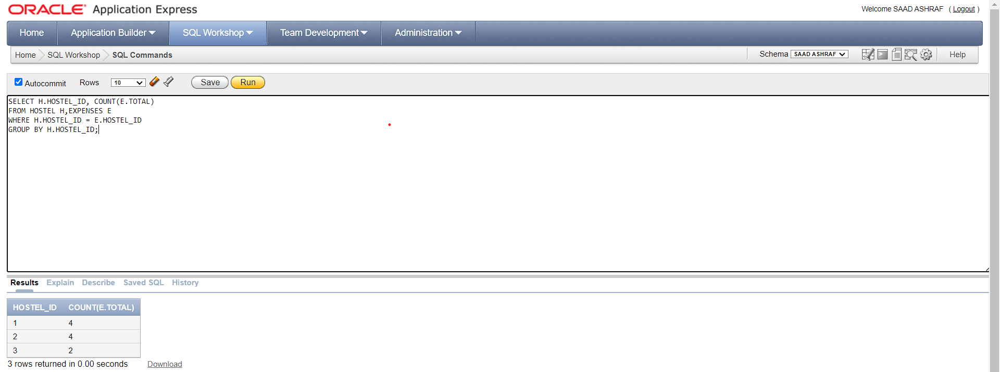 ORACLE Application Express
Welcome SAAD ASHRAF ( Logout )
Home Application Builder SQL Workshop Team Development Administration
Home SQL Workshop SQL Commands Schema SAAD ASHRAF Help
Autocommit Rows 10 Save Run
SELECT H.HOSTEL_ID, COUNT(E.TOTAL)
FROM HOSTEL H,EXPENSES E
WHERE H.HOSTEL_ID = E.HOSTEL_ID
GROUP BY H.HOSTEL_ID;
Results Explain Describe Saved SQL History
HOSTEL_ID COUNT(E.TOTAL)
1 4
2 4
3 2
3 rows returned in 0.00 seconds Download